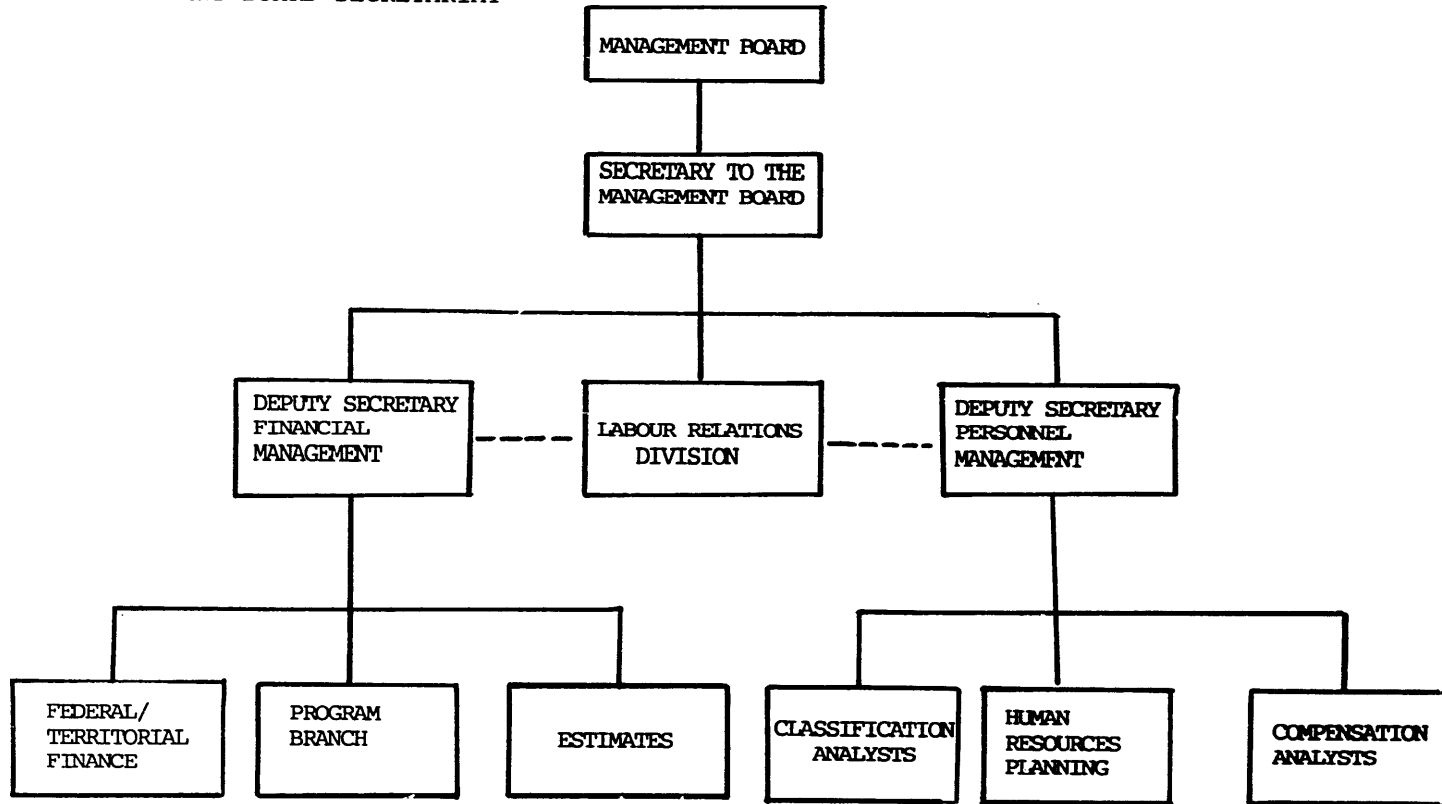 SECRETARIAT
MANAGEMENT BOARD
SECRETARY TO THE
MANAGEMENT BOARD
DEPUTY SECRETARY
FINANCIAL
MANAGEMENT
LABOUR RELATIONS
DIVISION
DEPUTY SECRETARY
PERSONNEL
MANAGEMENT
FEDERAL/
TERRITORIAL
FINANCE
PROGRAM
BRANCH
ESTIMATES
CLASSIFICATION
ANALYSTS
HUMAN
RESOURCES
PLANNING
COMPENSATION
ANALYSTS